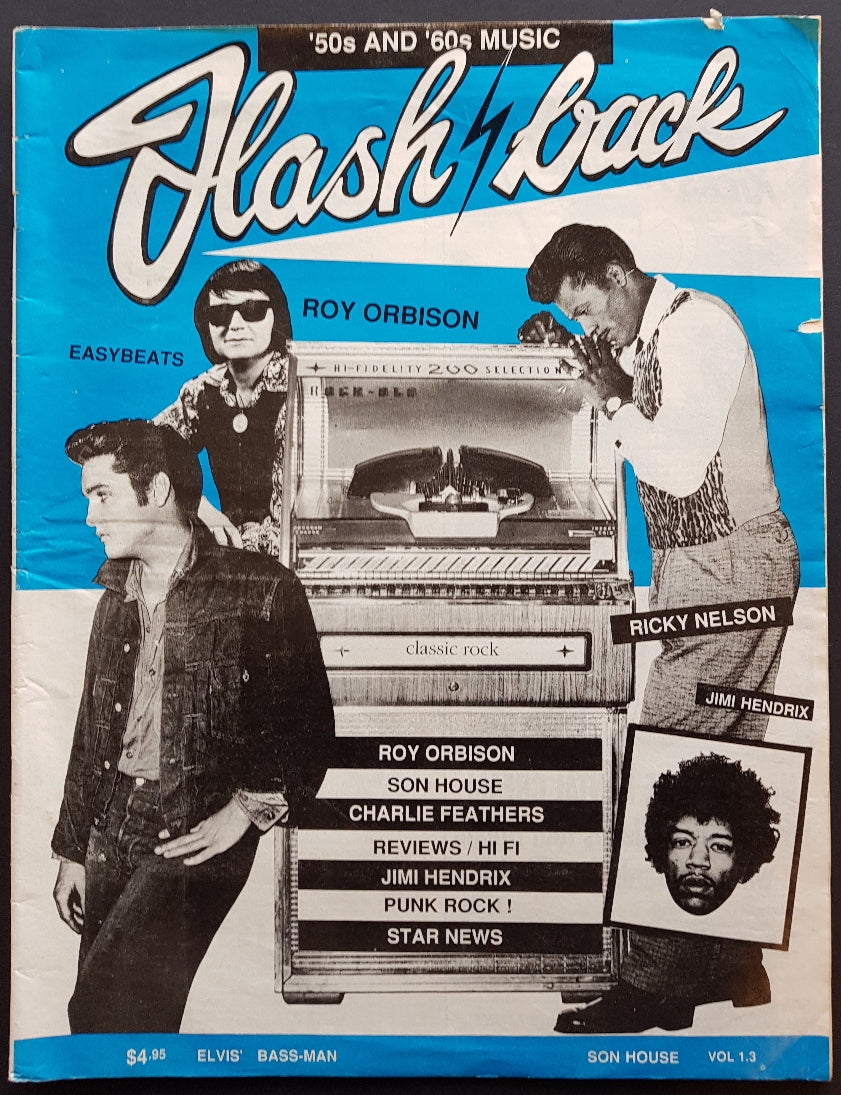 '50s AND '60s MUSIC
Flash back
ROY ORBISON
EASYBEATS
HI-FIDELITY 200 SELECTION
ROCK-OLA
RICKY NELSON
classic rock
JIMI HENDRIX
ROY ORBISON
SON HOUSE
CHARLIE FEATHERS
REVIEWS / HI FI
JIMI HENDRIX
PUNK ROCK !
STAR NEWS
$4.95 ELVIS' BASS-MAN SON HOUSE VOL 1.3